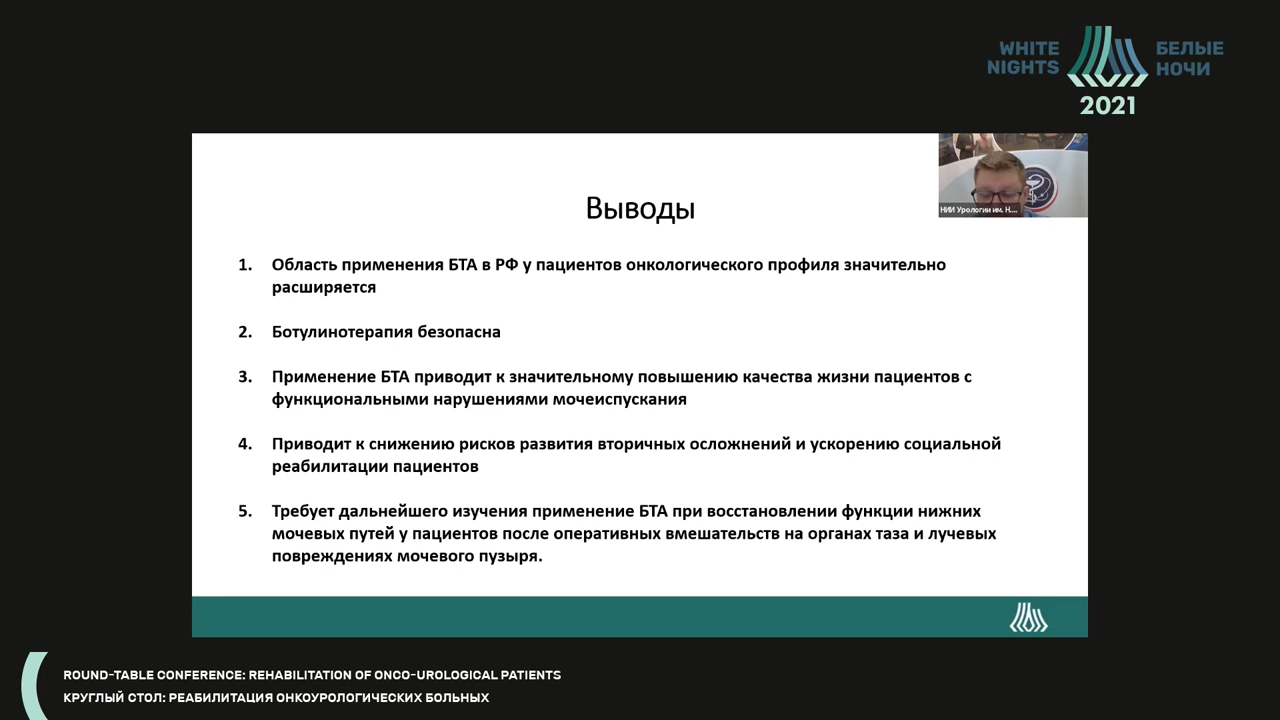 WHITE
NIGHTS
БЕЛЫЕ
НОЧИ
2021
НИИ Урологии им. Н....
Выводы
1. Область применения БТА в РФ у пациентов онкологического профиля значительно
расширяется
2. Ботулинотерапия безопасна
3. Применение БТА приводит к значительному повышению качества жизни пациентов с
функциональными нарушениями мочеиспускания
4. Приводит к снижению рисков развития вторичных осложнений и ускорению социальной
реабилитации пациентов
5. Требует дальнейшего изучения применение БТА при восстановлении функции нижних
мочевых путей у пациентов после оперативных вмешательств на органах таза и лучевых
повреждениях мочевого пузыря.
ROUND-TABLE CONFERENCE: REHABILITATION OF ONCO-UROLOGICAL PATIENTS
КРУГЛЫЙ СТОЛ: РЕАБИЛИТАЦИЯ ОНКОУРОЛОГИЧЕСКИХ БОЛЬНЫХ